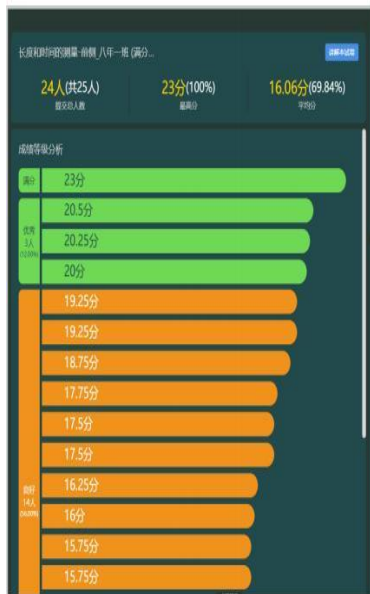 长度和时间的测量-前侧_八年一班 (满分...
讲解本试卷
24人(共25人)
23分(100%)
16.06分(69.84%)
提交总人数
最高分
平均分
成绩等级分析
满分
23分
20.5分
优秀
3人
(12.00%)
20.25分
20分
19.25分
19.25分
18.75分
17.75分
17.5分
17.5分
良好
14人
(56.00%)
16.25分
16分
15.75分
15.75分